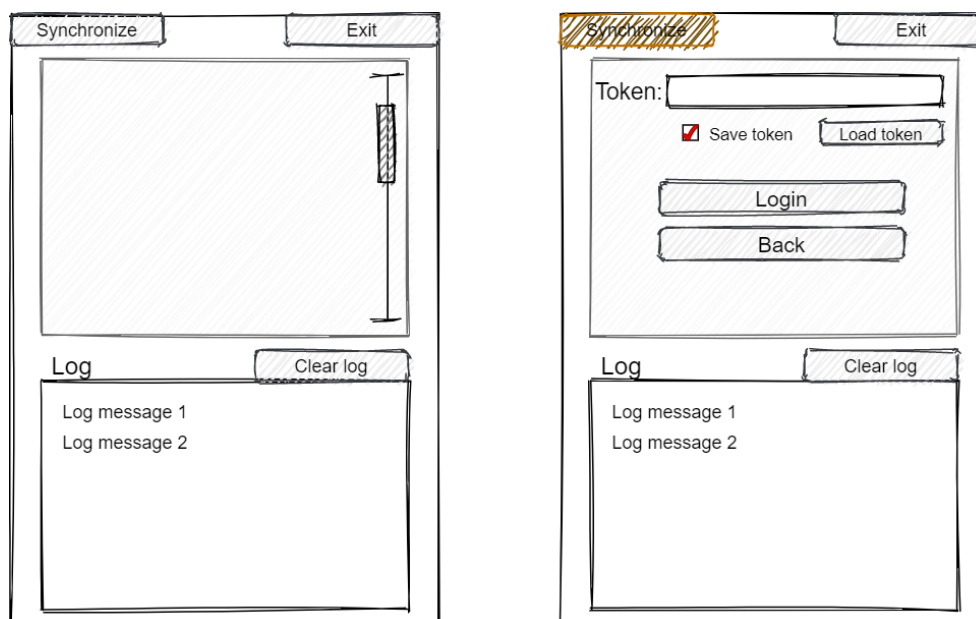 Synchronize
Exit
Log
Clear log
Log message 1
Log message 2
Synchronize
Exit
Token:
Save token
Load token
Login
Back
Log
Clear log
Log message 1
Log message 2